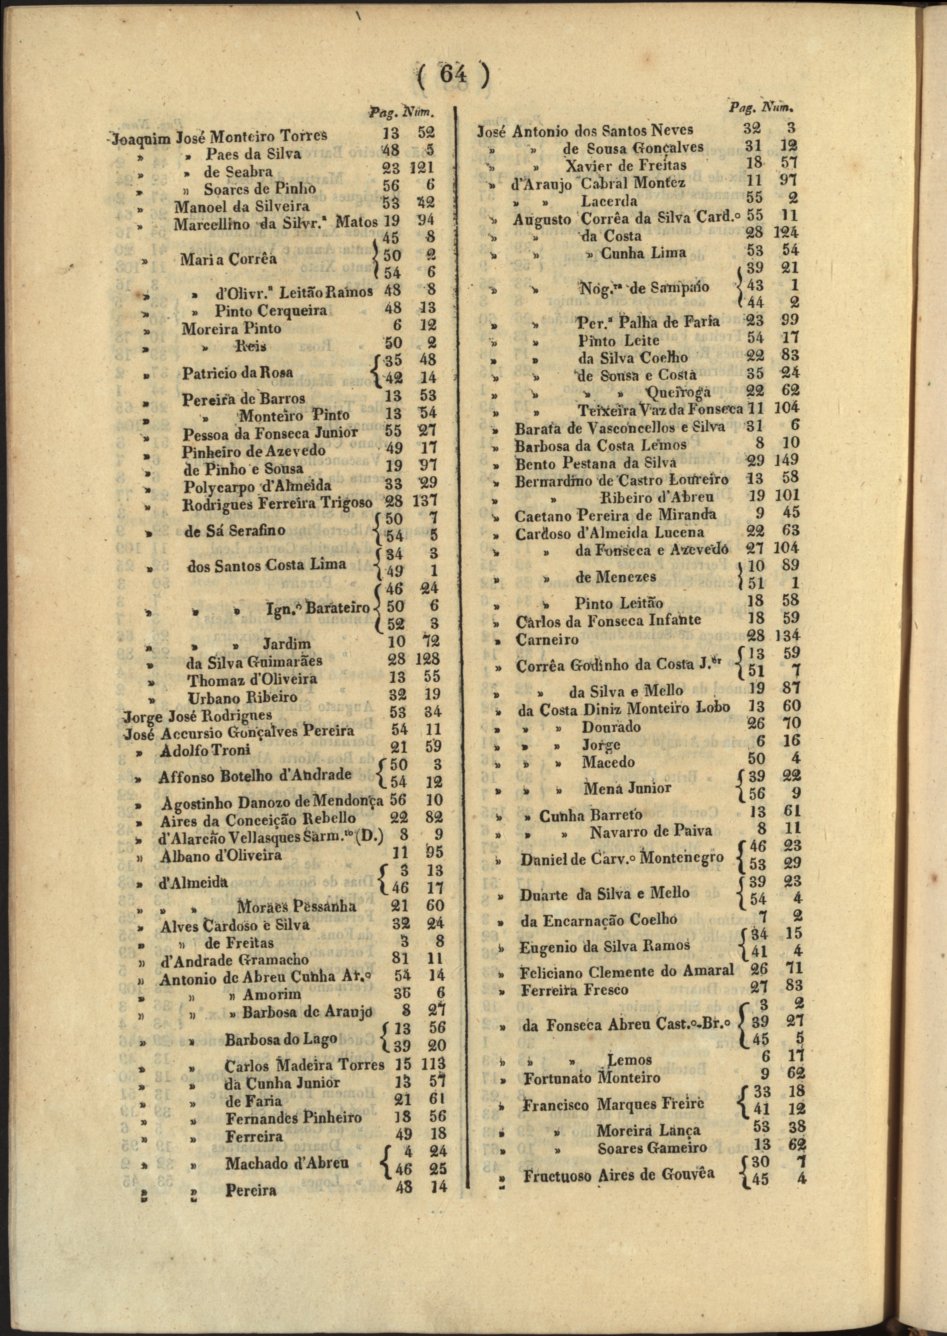 ( 64 )
Pag. Num.
Joaquim José Monteiro Torres 13 52
» » Paes da Silva 48 5
» » de Seabra 23 121
» » Soares de Pinho 56 6
» Manoel da Silveira 53 42
» Marcellino da Silvr.ª Matos 19 94
45 8
» Maria Corrêa { 50 2
54 6
» » d'Olivr.ª Leitão Ramos 48 8
» » Pinto Cerqueira 48 13
» Moreira Pinto 6 12
» » Reis 50 2
» Patricio da Rosa { 35 48
42 14
» Pereira de Barros 13 53
» » Monteiro Pinto 13 54
» Pessoa da Fonseca Junior 55 27
» Pinheiro de Azevedo 49 17
» de Pinho e Sousa 19 97
» Polycarpo d'Almeida 33 29
» Rodrigues Ferreira Trigoso 28 137
» de Sá Serafino { 50 7
54 5
» dos Santos Costa Lima { 34 3
49 1
46 24
» » » Ign.º Barateiro { 50 6
52 3
» » » Jardim 10 72
» da Silva Guimarães 28 128
» Thomaz d'Oliveira 13 55
» Urbano Ribeiro 32 19
Jorge José Rodrigues 53 34
José Accursio Gonçalves Pereira 54 11
» Adolfo Troni 21 59
» Affonso Botelho d'Andrade { 50 3
54 12
» Agostinho Danozo de Mendonça 56 10
» Aires da Conceição Rebello 22 82
» d'Alarcão Vellasques Sarm.to (D.) 8 9
» Albano d'Oliveira 11 95
» d'Almeida { 3 13
46 17
» » » Moraes Pessanha 21 60
» Alves Cardoso e Silva 32 24
» » de Freitas 3 8
» d'Andrade Gramacho 81 11
» Antonio de Abreu Cunha Ar.º 54 14
» » » Amorim 36 6
» » » Barbosa de Araujo 8 27
» » Barbosa do Lago { 13 56
39 20
» » Carlos Madeira Torres 15 113
» » da Cunha Junior 13 57
» » de Faria 21 61
» » Fernandes Pinheiro 18 56
» » Ferreira 49 18
» » Machado d'Abreu { 4 24
46 25
» » Pereira 48 14
Pag. Num.
José Antonio dos Santos Neves 32 3
» » de Sousa Gonçalves 31 12
» » Xavier de Freitas 18 57
» d'Araujo Cabral Montez 11 97
» » Lacerda 55 2
» Augusto Corrêa da Silva Card.º 55 11
» » da Costa 28 124
» » » Cunha Lima 53 54
39 21
» » Nog.ra de Sampaio { 43 1
44 2
» » Per.ª Palha de Faria 23 99
» » Pinto Leite 54 17
» » da Silva Coelho 22 83
» » de Sousa e Costa 35 24
» » » » Queiroga 22 62
» » Teixeira Vaz da Fonseca 11 104
» Barata de Vasconcellos e Silva 31 6
» Barbosa da Costa Lemos 8 10
» Bento Pestana da Silva 29 149
» Bernardino de Castro Loureiro 13 58
» » Ribeiro d'Abreu 19 101
» Caetano Pereira de Miranda 9 45
» Cardoso d'Almeida Lucena 22 63
» » da Fonseca e Azevedo 27 104
» » de Menezes { 10 89
51 1
» » Pinto Leitão 18 58
» Carlos da Fonseca Infante 18 59
» Carneiro 28 134
» Corrêa Godinho da Costa J.or { 13 59
51 7
» » da Silva e Mello 19 87
» da Costa Diniz Monteiro Lobo 13 60
» » » Dourado 26 70
» » » Jorge 6 16
» » » Macedo 50 4
» » » Mena Junior { 39 22
56 9
» » Cunha Barreto 13 61
» » » Navarro de Paiva 8 11
» Daniel de Carv.º Montenegro { 46 23
53 29
» Duarte da Silva e Mello { 39 23
54 4
» da Encarnação Coelho 7 2
» Eugenio da Silva Ramos { 34 15
41 4
» Feliciano Clemente do Amaral 26 71
» Ferreira Fresco 27 83
3 2
» da Fonseca Abreu Cast.º-Br.º { 39 27
45 5
» » » Lemos 6 17
» Fortunato Monteiro 9 62
» Francisco Marques Freire { 33 18
41 12
» » Moreira Lança 53 38
» » Soares Gameiro 13 62
» Fructuoso Aires de Gouvêa { 30 7
45 4